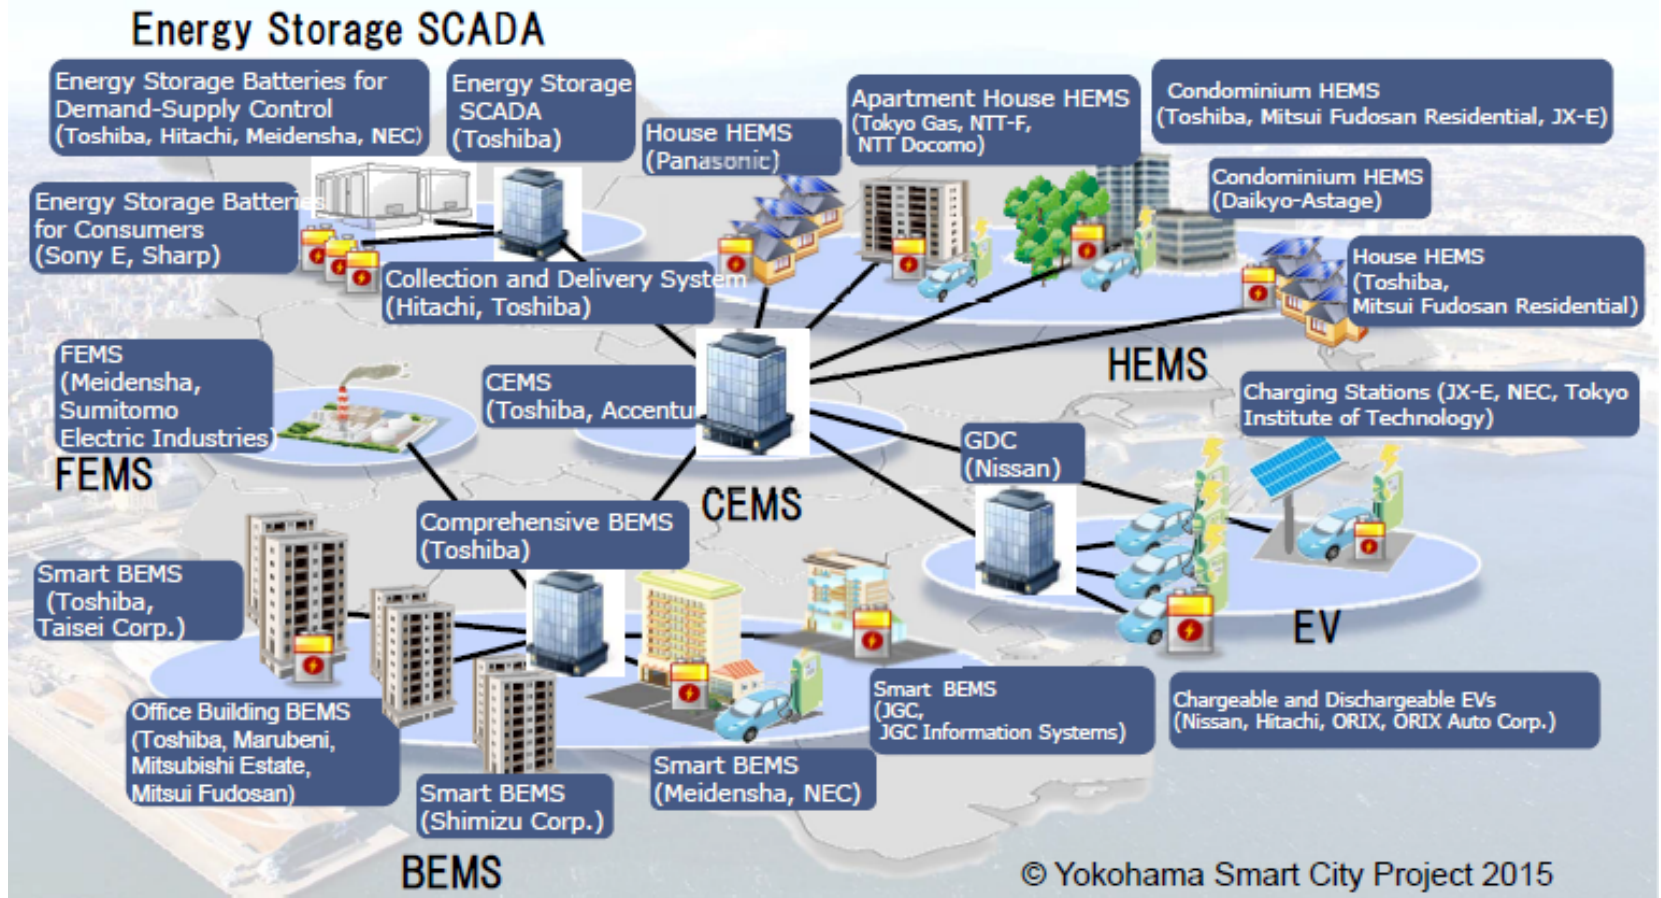 Energy Storage SCADA
Energy Storage Batteries for
Demand-Supply Control
(Toshiba, Hitachi, Meidensha, NEC)
Energy Storage
SCADA
(Toshiba)
House HEMS
(Panasonic)
Apartment House HEMS
(Tokyo Gas, NTT-F,
NTT Docomo)
Condominium HEMS
(Toshiba, Mitsui Fudosan Residential, JX-E)
Condominium HEMS
(Daikyo-Astage)
Energy Storage Batteries
for Consumers
(Sony E, Sharp)
Collection and Delivery System
(Hitachi, Toshiba)
House HEMS
(Toshiba,
Mitsui Fudosan Residential)
HEMS
FEMS
(Meidensha,
Sumitomo
Electric Industries)
FEMS
CEMS
(Toshiba, Accentu
CEMS
Charging Stations (JX-E, NEC, Tokyo
Institute of Technology)
GDC
(Nissan)
EV
Comprehensive BEMS
(Toshiba)
Smart BEMS
(Toshiba,
Taisei Corp.)
Office Building BEMS
(Toshiba, Marubeni,
Mitsubishi Estate,
Mitsui Fudosan)
Smart BEMS
(Shimizu Corp.)
Smart BEMS
(Meidensha, NEC)
Smart BEMS
(JGC,
JGC Information Systems)
Chargeable and Dischargeable EVs
(Nissan, Hitachi, ORIX, ORIX Auto Corp.)
BEMS
© Yokohama Smart City Project 2015